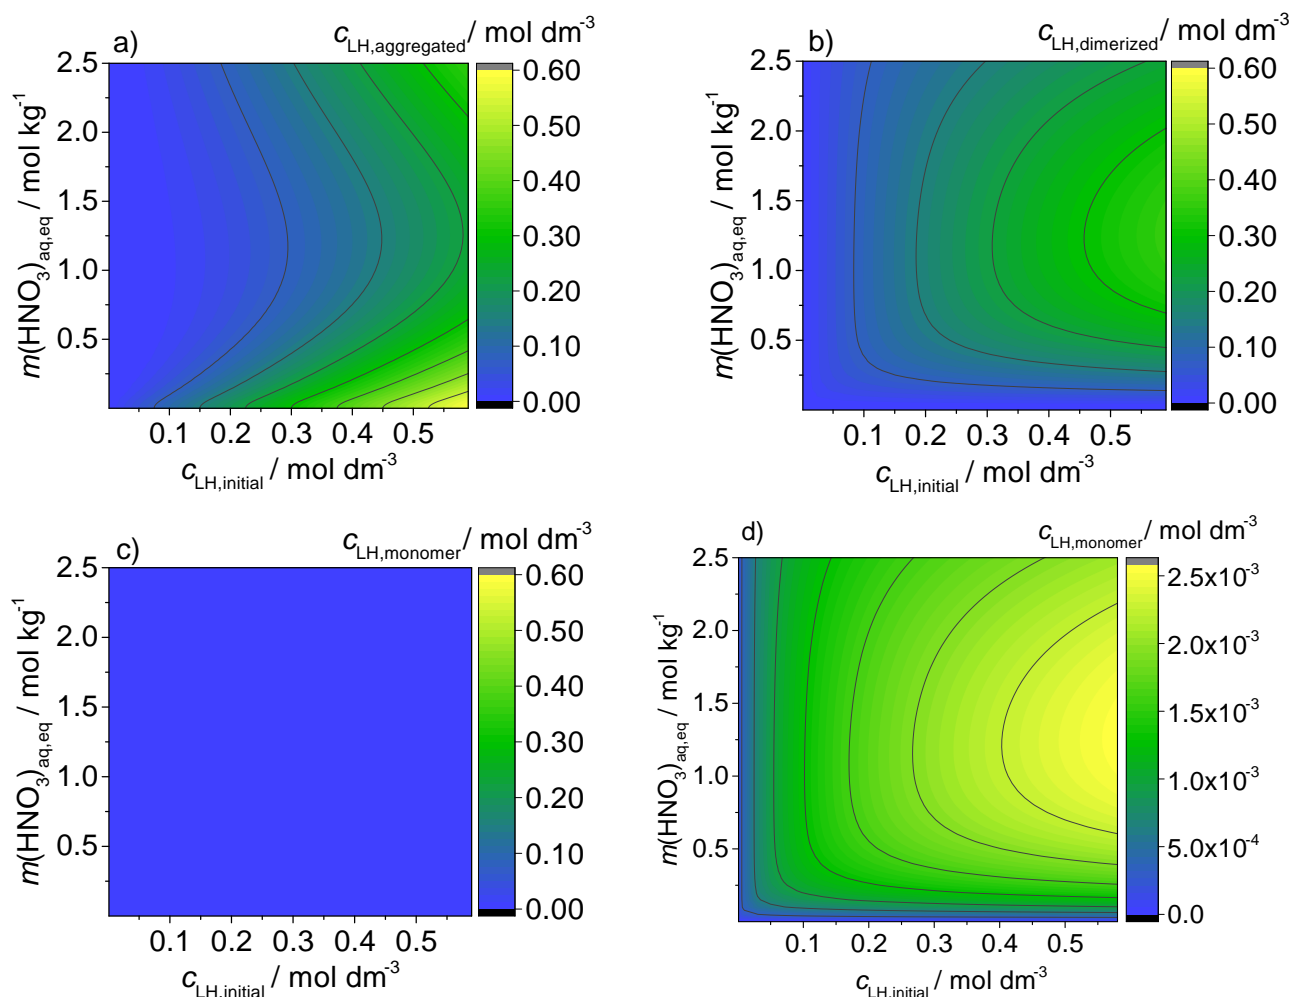 a)
c LH,aggregated / mol dm-3
2.5
2.0
1.5
1.0
0.5
m(HNO3)aq,eq / mol kg-1
0.1 0.2 0.3 0.4 0.5
c LH,initial / mol dm-3
0.60
0.50
0.40
0.30
0.20
0.10
0.00
b)
c LH,dimerized / mol dm-3
2.5
2.0
1.5
1.0
0.5
m(HNO3)aq,eq / mol kg-1
0.1 0.2 0.3 0.4 0.5
c LH,initial / mol dm-3
0.60
0.50
0.40
0.30
0.20
0.10
0.00
c)
c LH,monomer / mol dm-3
2.5
2.0
1.5
1.0
0.5
m(HNO3)aq,eq / mol kg-1
0.1 0.2 0.3 0.4 0.5
c LH,initial / mol dm-3
0.60
0.50
0.40
0.30
0.20
0.10
0.00
d)
c LH,monomer / mol dm-3
2.5
2.0
1.5
1.0
0.5
m(HNO3)aq,eq / mol kg-1
0.1 0.2 0.3 0.4 0.5
c LH,initial / mol dm-3
2.5x10-3
2.0x10-3
1.5x10-3
1.0x10-3
5.0x10-4
0.0